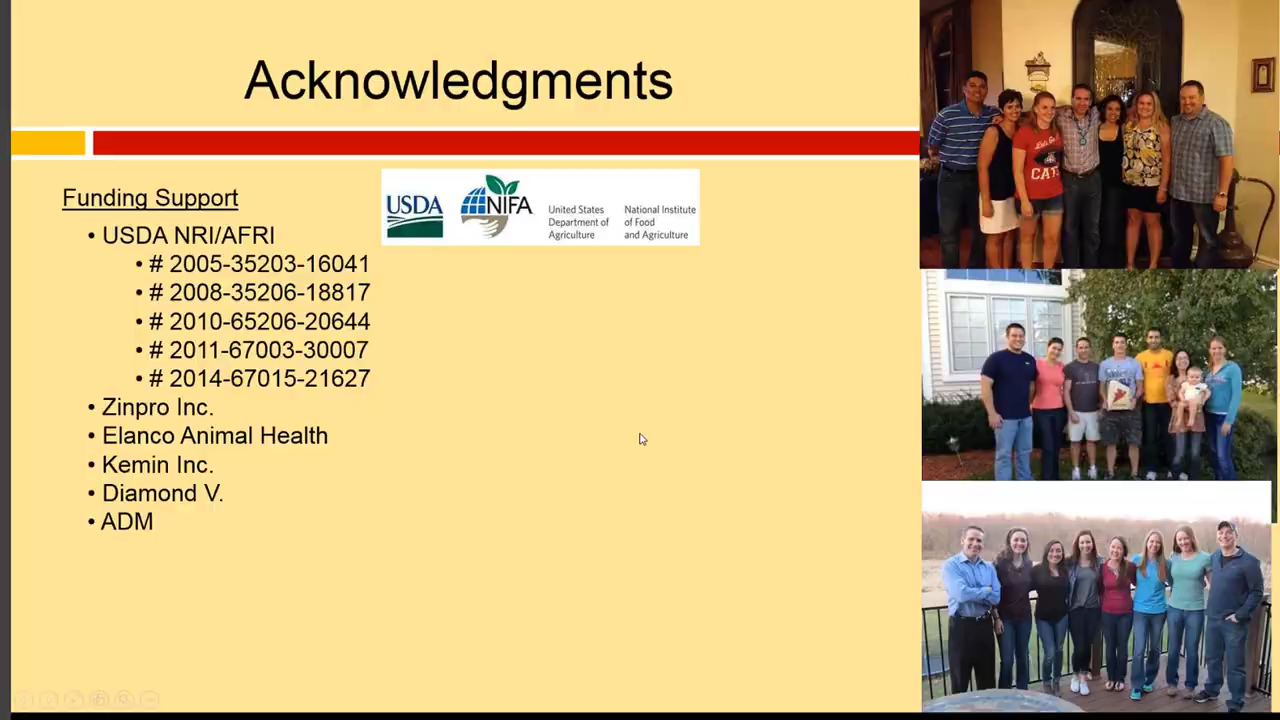 Acknowledgments
Funding Support
• USDA NRI/AFRI
• # 2005-35203-16041
• # 2008-35206-18817
• # 2010-65206-20644
• # 2011-67003-30007
• # 2014-67015-21627
• Zinpro Inc.
• Elanco Animal Health
• Kemin Inc.
• Diamond V.
• ADM
USDA
NIFA
United States
Department of
Agriculture
National Institute
of Food
and Agriculture
Let's Go
CATS